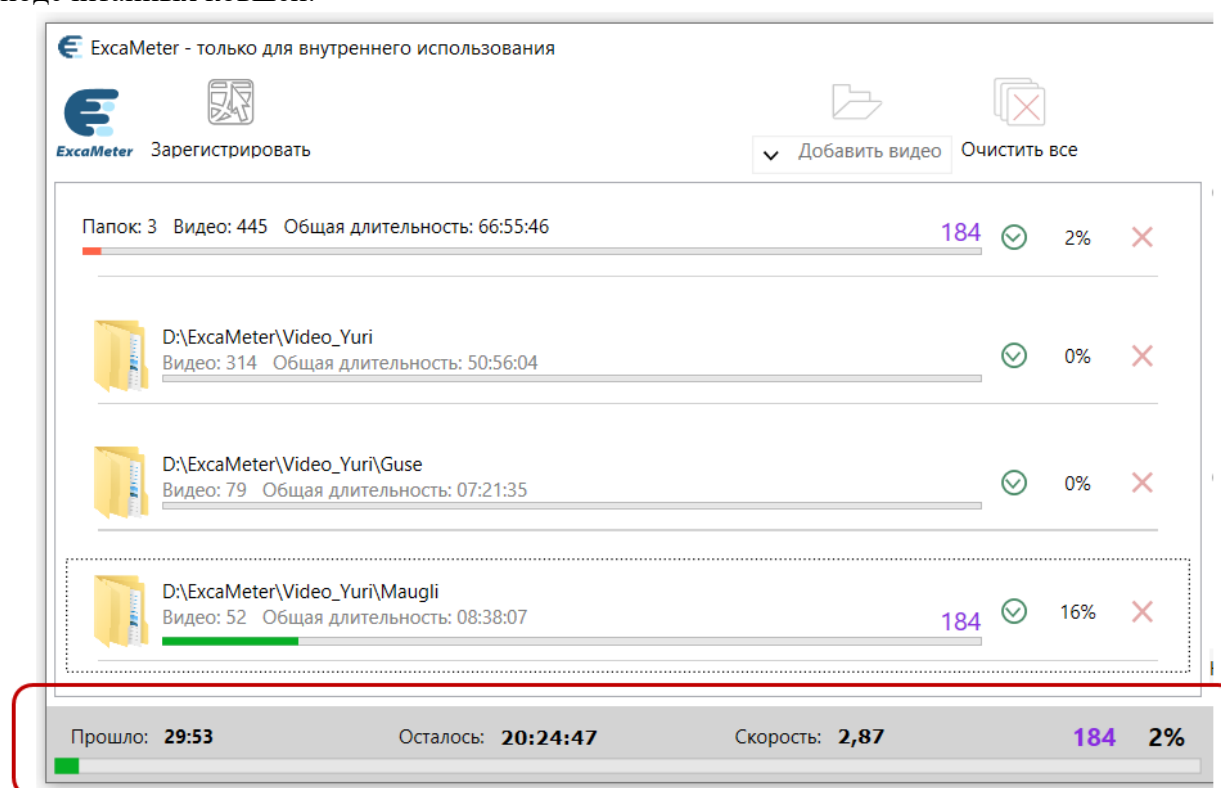 ExcaMeter - только для внутреннего использования
ExcaMeter Зарегистрировать Добавить видео Очистить все
Папок: 3 Видео: 445 Общая длительность: 66:55:46 184 2%
D:\ExcaMeter\Video_Yuri
Видео: 314 Общая длительность: 50:56:04 0%
D:\ExcaMeter\Video_Yuri\Guse
Видео: 79 Общая длительность: 07:21:35 0%
D:\ExcaMeter\Video_Yuri\Maugli
Видео: 52 Общая длительность: 08:38:07 184 16%
Прошло: 29:53 Осталось: 20:24:47 Скорость: 2,87 184 2%